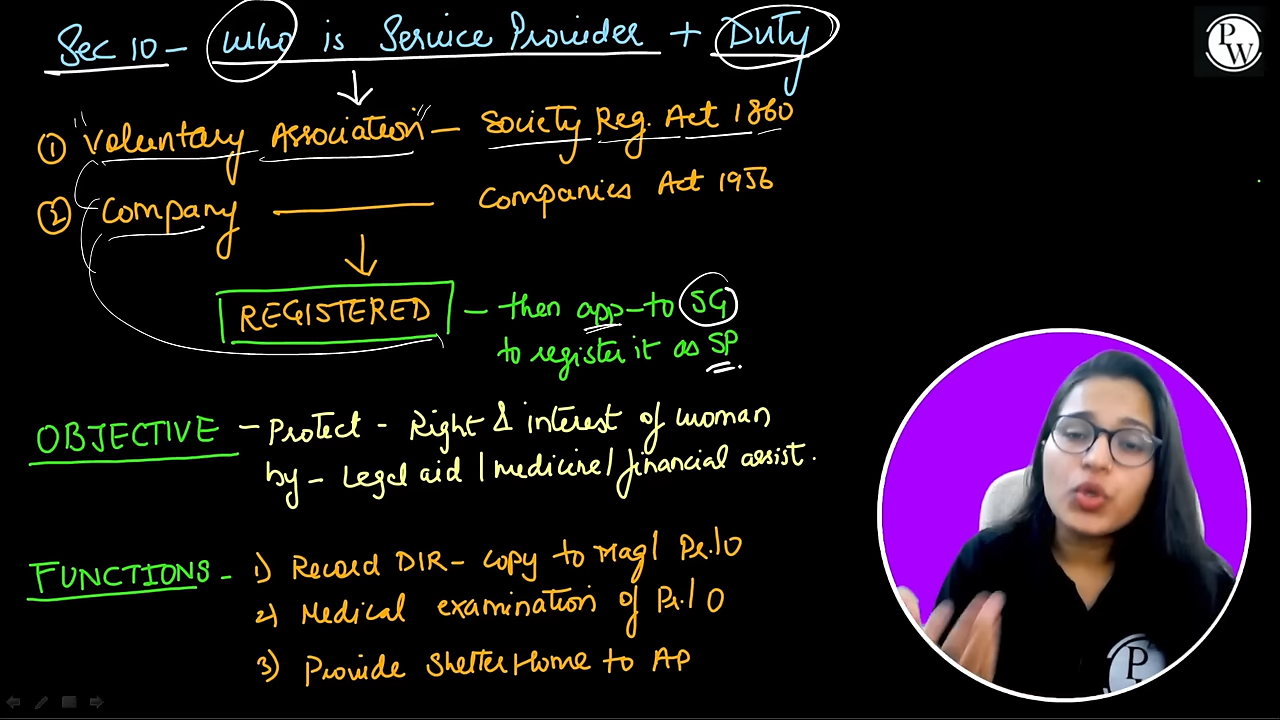 Sec 10 - Who is Service Provider + Duty
① "Voluntary Association" - Society Reg. Act 1860
② Company - Companies Act 1956
REGISTERED - then app to SG
to register it as SP.
OBJECTIVE - Protect - Right & interest of woman
by - Legal aid / medicine / financial assist.
FUNCTIONS - 1) Record DIR - copy to Mag / Pr./O
2) Medical examination of Pr./O
3) Provide Shelter Home to AP
PW
PW